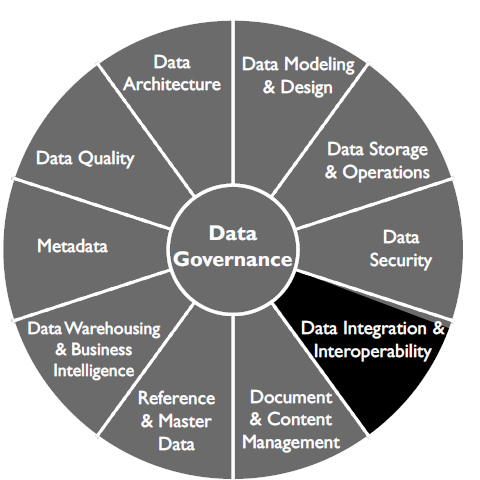 Data
Architecture
Data Modeling
& Design
Data Storage
& Operations
Data
Security
Data Integration &
Interoperability
Document
& Content
Management
Reference
& Master
Data
Data Warehousing
& Business
Intelligence
Metadata
Data Quality
Data
Governance